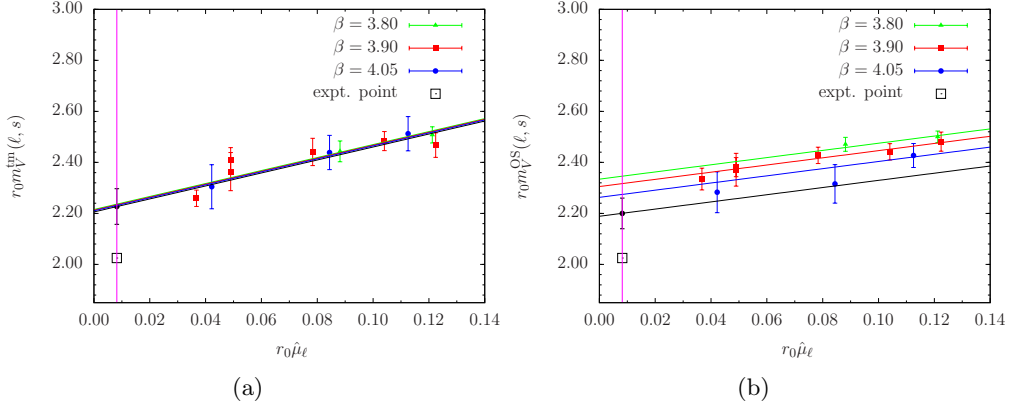 3.00
2.80
2.60
2.40
2.20
2.00
r₀m_V^tm(ℓ, s)
β = 3.80
β = 3.90
β = 4.05
expt. point
0.00 0.02 0.04 0.06 0.08 0.10 0.12 0.14
r₀μ̂_ℓ
(a)
3.00
2.80
2.60
2.40
2.20
2.00
r₀m_V^OS(ℓ, s)
β = 3.80
β = 3.90
β = 4.05
expt. point
0.00 0.02 0.04 0.06 0.08 0.10 0.12 0.14
r₀μ̂_ℓ
(b)